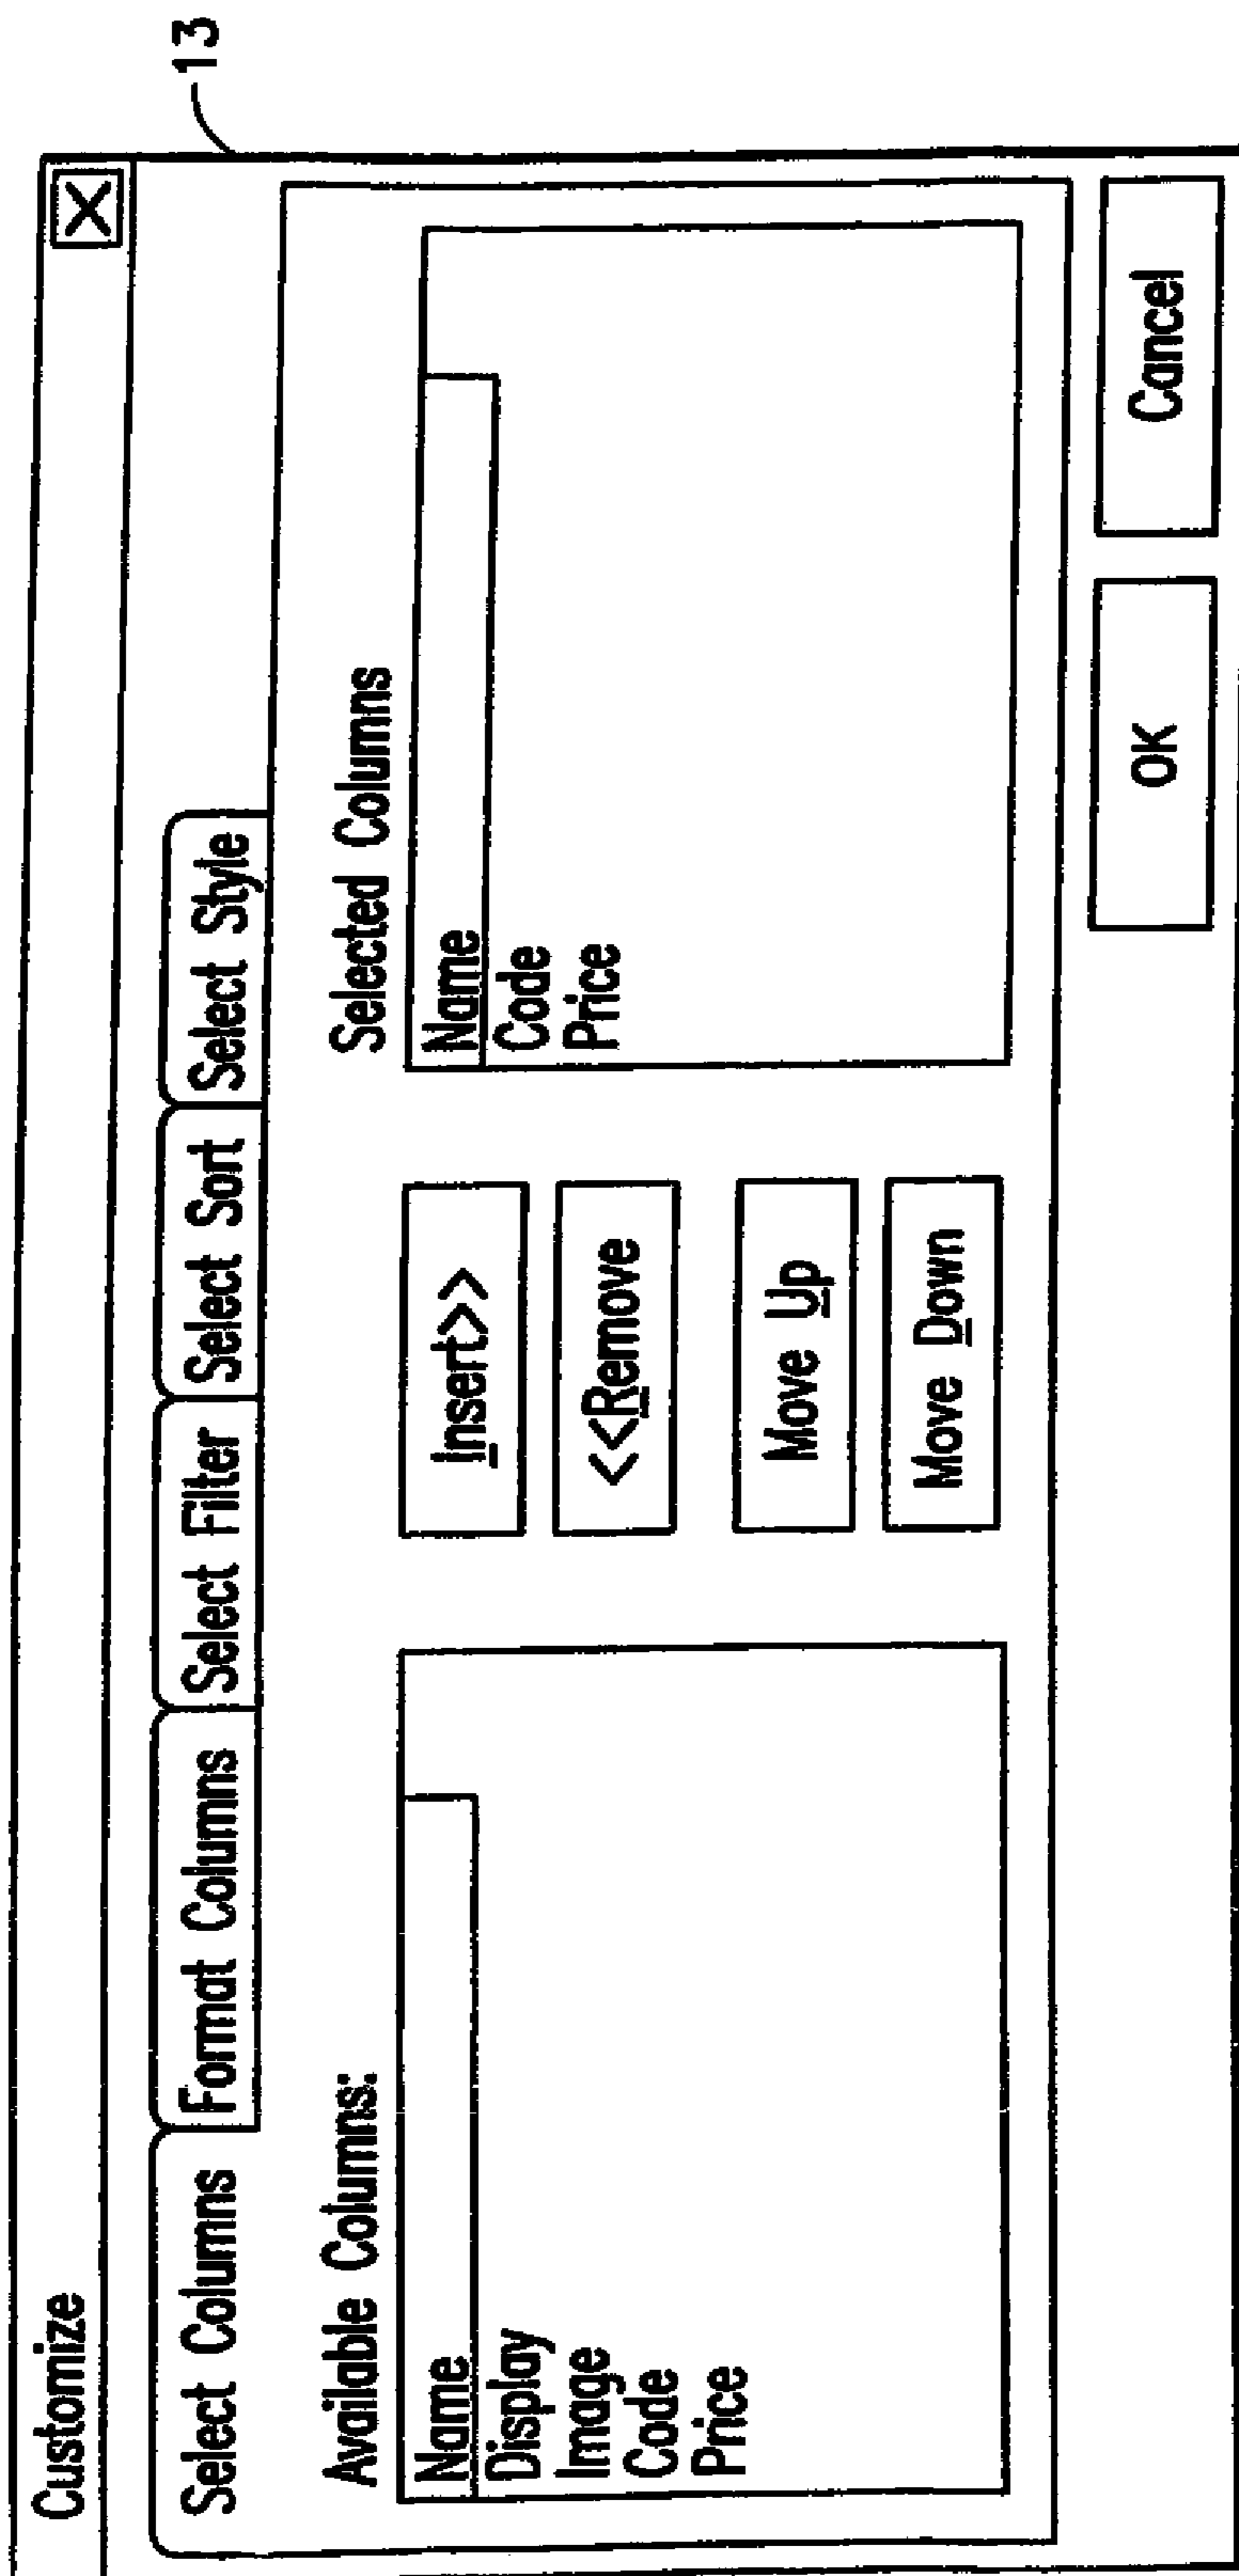 Customize
13
Select Columns Format Columns Select Filter Select Sort Select Style
Available Columns:
Name
Display
Image
Code
Price
Insert>>
<<Remove
Move Up
Move Down
Selected Columns
Name
Code
Price
OK Cancel